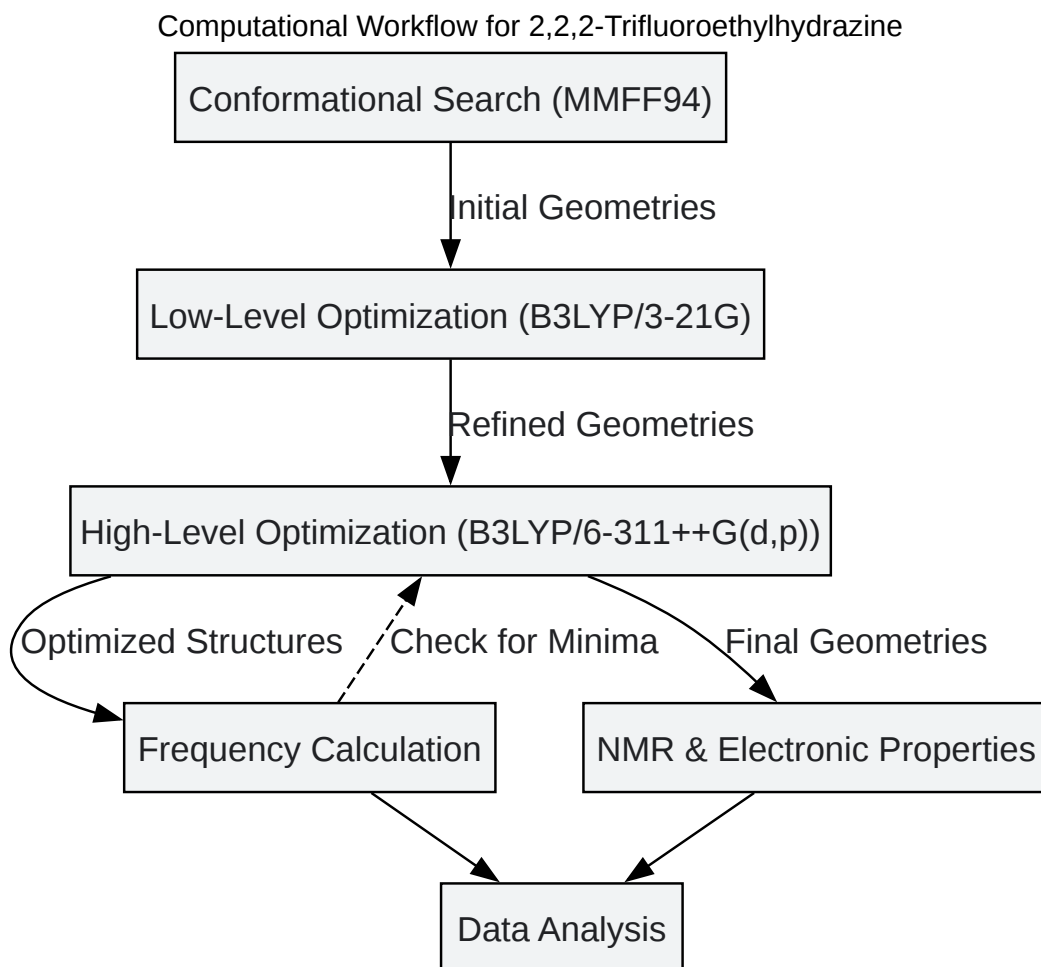 Computational Workflow for 2,2,2-Trifluoroethylhydrazine
Conformational Search (MMFF94)
Initial Geometries
Low-Level Optimization (B3LYP/3-21G)
Refined Geometries
High-Level Optimization (B3LYP/6-311++G(d,p))
Optimized Structures
Check for Minima
Final Geometries
Frequency Calculation
NMR & Electronic Properties
Data Analysis